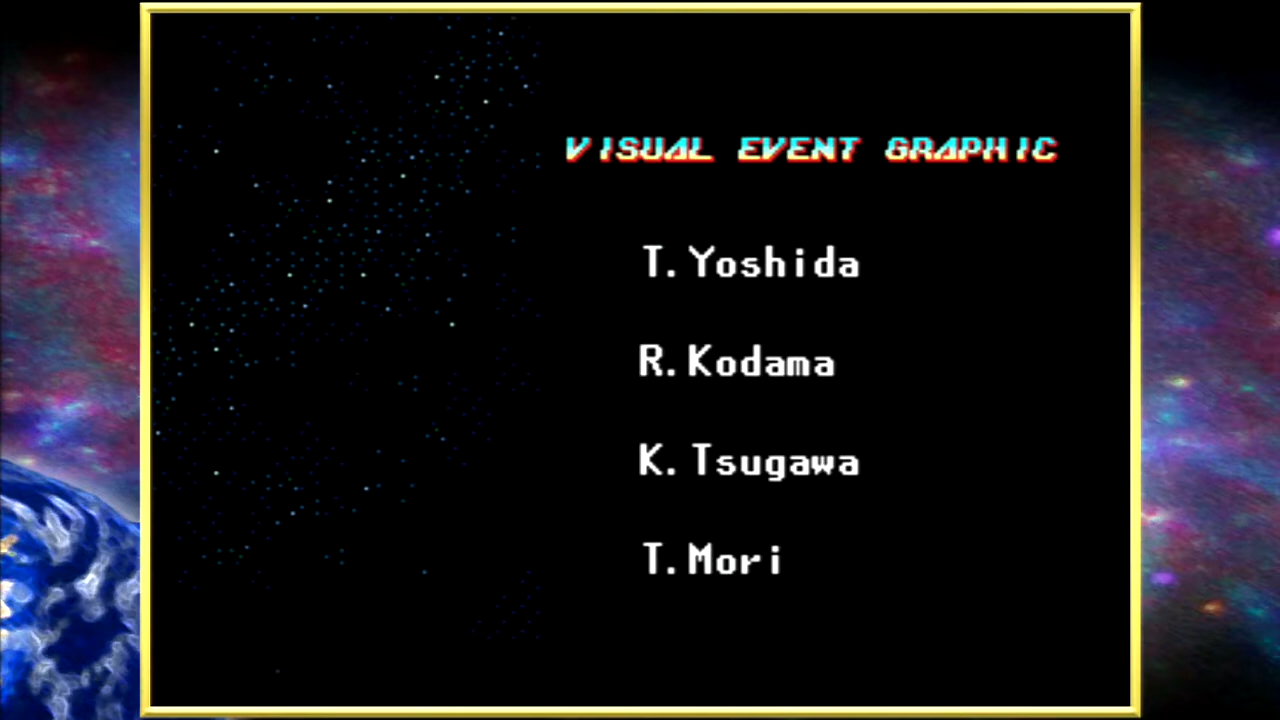 VISUAL EVENT GRAPHIC
T.Yoshida
R.Kodama
K.Tsugawa
T.Mori